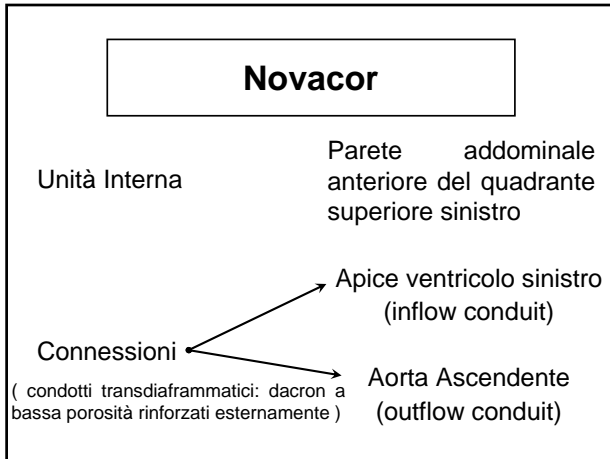 Novacor
Unità Interna
Parete addominale
anteriore del quadrante
superiore sinistro
Apice ventricolo sinistro
(inflow conduit)
Connessioni
( condotti transdiaframmatici: dacron a
bassa porosità rinforzati esternamente )
Aorta Ascendente
(outflow conduit)